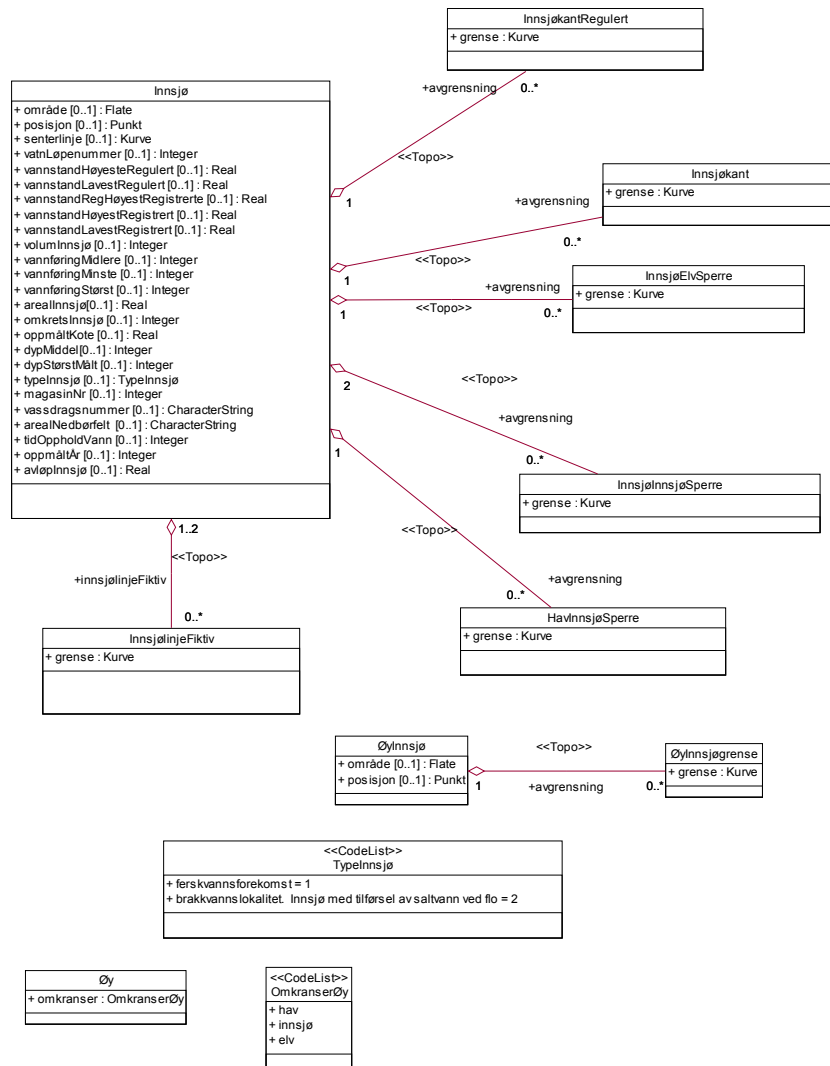 InnsjøkantRegulert
+ grense : Kurve
Innsjø
+ område [0..1] : Flate
+ posisjon [0..1] : Punkt
+ senterlinje [0..1] : Kurve
+ vatnLøpenummer [0..1] : Integer
+ vannstandHøyesteRegulert [0..1] : Real
+ vannstandLavestRegulert [0..1] : Real
+ vannstandRegHøyestRegistrerte [0..1] : Real
+ vannstandHøyestRegistrert [0..1] : Real
+ vannstandLavestRegistrert [0..1] : Real
+ volumInnsjø [0..1] : Integer
+ vannføringMidlere [0..1] : Integer
+ vannføringMinste [0..1] : Integer
+ vannføringStørst [0..1] : Integer
+ arealInnsjø[0..1] : Real
+ omkretsInnsjø [0..1] : Integer
+ oppmåltKote [0..1] : Real
+ dypMiddel[0..1] : Integer
+ dypStørstMålt [0..1] : Integer
+ typeInnsjø [0..1] : TypeInnsjø
+ magasinNr [0..1] : Integer
+ vassdragsnummer [0..1] : CharacterString
+ arealNedbørfelt [0..1] : CharacterString
+ tidOppholdVann [0..1] : Integer
+ oppmåltÅr [0..1] : Integer
+ avløpInnsjø [0..1] : Real
+avgrensning
0..*
<<Topo>>
1
Innsjøkant
+ grense : Kurve
+avgrensning
0..*
<<Topo>>
1
InnsjøElvSperre
+ grense : Kurve
+avgrensning
0..*
<<Topo>>
1
<<Topo>>
2
+avgrensning
0..*
InnsjøInnsjøSperre
+ grense : Kurve
1
<<Topo>>
+avgrensning
0..*
HavInnsjøSperre
+ grense : Kurve
1..2
<<Topo>>
+innsjølinjeFiktiv
0..*
InnsjølinjeFiktiv
+ grense : Kurve
ØyInnsjø
+ område [0..1] : Flate
+ posisjon [0..1] : Punkt
<<Topo>>
1
+avgrensning
0..*
ØyInnsjøgrense
+ grense : Kurve
<<CodeList>>
TypeInnsjø
+ ferskvannsforekomst = 1
+ brakkvannslokalitet.  Innsjø med tilførsel av saltvann ved flo = 2
Øy
+ omkranser : OmkranserØy
<<CodeList>>
OmkranserØy
+ hav
+ innsjø
+ elv